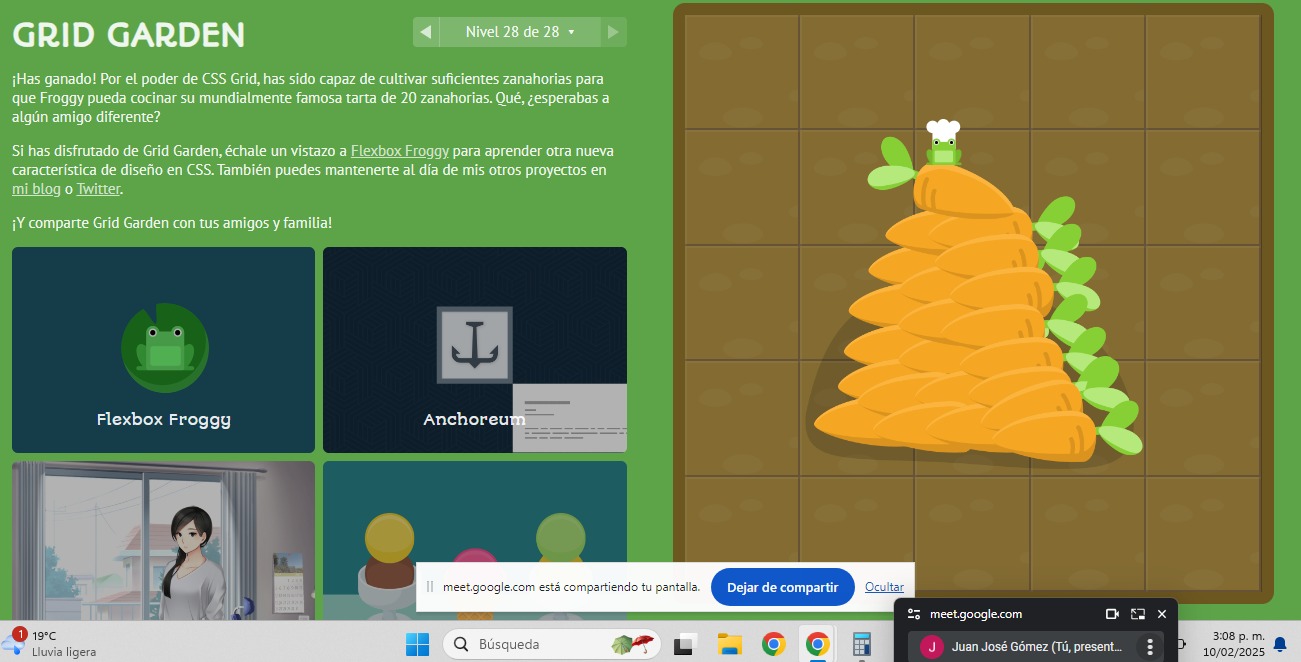 GRID GARDEN
Nivel 28 de 28
¡Has ganado! Por el poder de CSS Grid, has sido capaz de cultivar suficientes zanahorias para
que Froggy pueda cocinar su mundialmente famosa tarta de 20 zanahorias. Qué, ¿esperabas a
algún amigo diferente?
Si has disfrutado de Grid Garden, échale un vistazo a Flexbox Froggy para aprender otra nueva
característica de diseño en CSS. También puedes mantenerte al día de mis otros proyectos en
mi blog o Twitter.
¡Y comparte Grid Garden con tus amigos y familia!
Flexbox Froggy
Anchoreum
meet.google.com está compartiendo tu pantalla.
Dejar de compartir
Ocultar
meet.google.com
J
Juan José Gómez (Tú, present...
1
19°C
Lluvia ligera
Búsqueda
3:08 p. m.
10/02/2025